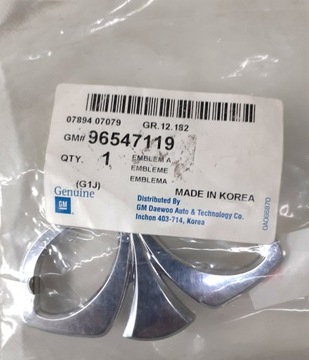 07894 07079 GR.12.182
GM# 96547119
QTY. 1 EMBLEM A
EMBLEME
EMBLEMA
(G1J) MADE IN KOREA
Genuine
GM
Distributed By
GM Daewoo Auto & Technology Co.
Inchon 403-714, Korea
DA008870